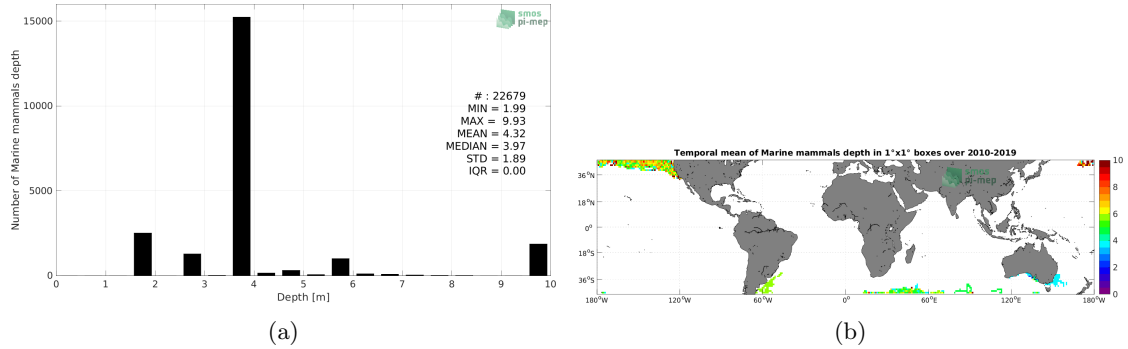 smos
pi-mep
Number of Marine mammals depth
15000
10000
5000
0
# : 22679
MIN = 1.99
MAX = 9.93
MEAN = 4.32
MEDIAN = 3.97
STD = 1.89
IQR = 0.00
0 1 2 3 4 5 6 7 8 9 10
Depth [m]
(a)
Temporal mean of Marine mammals depth in 1°x1° boxes over 2010-2019
smos
pi-mep
36°N
18°N
0°
18°S
36°S
180°W 120°W 60°W 0° 60°E 120°E 180°W
10
8
6
4
2
0
(b)